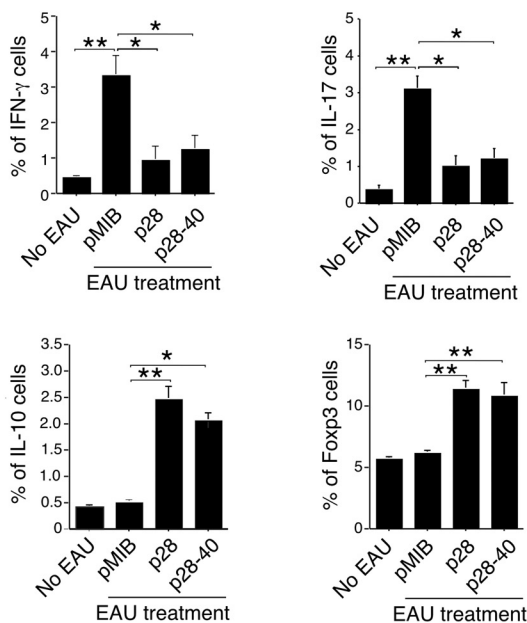 % of IFN-γ cells
5
4
3
2
1
0
** * *
No EAU pMIB p28 p28-40
EAU treatment
% of IL-17 cells
5
4
3
2
1
0
** * *
No EAU pMIB p28 p28-40
EAU treatment
% of IL-10 cells
3.5
3.0
2.5
2.0
1.5
1.0
0.5
0
** *
No EAU pMIB p28 p28-40
EAU treatment
% of Foxp3 cells
15
10
5
0
** **
No EAU pMIB p28 p28-40
EAU treatment